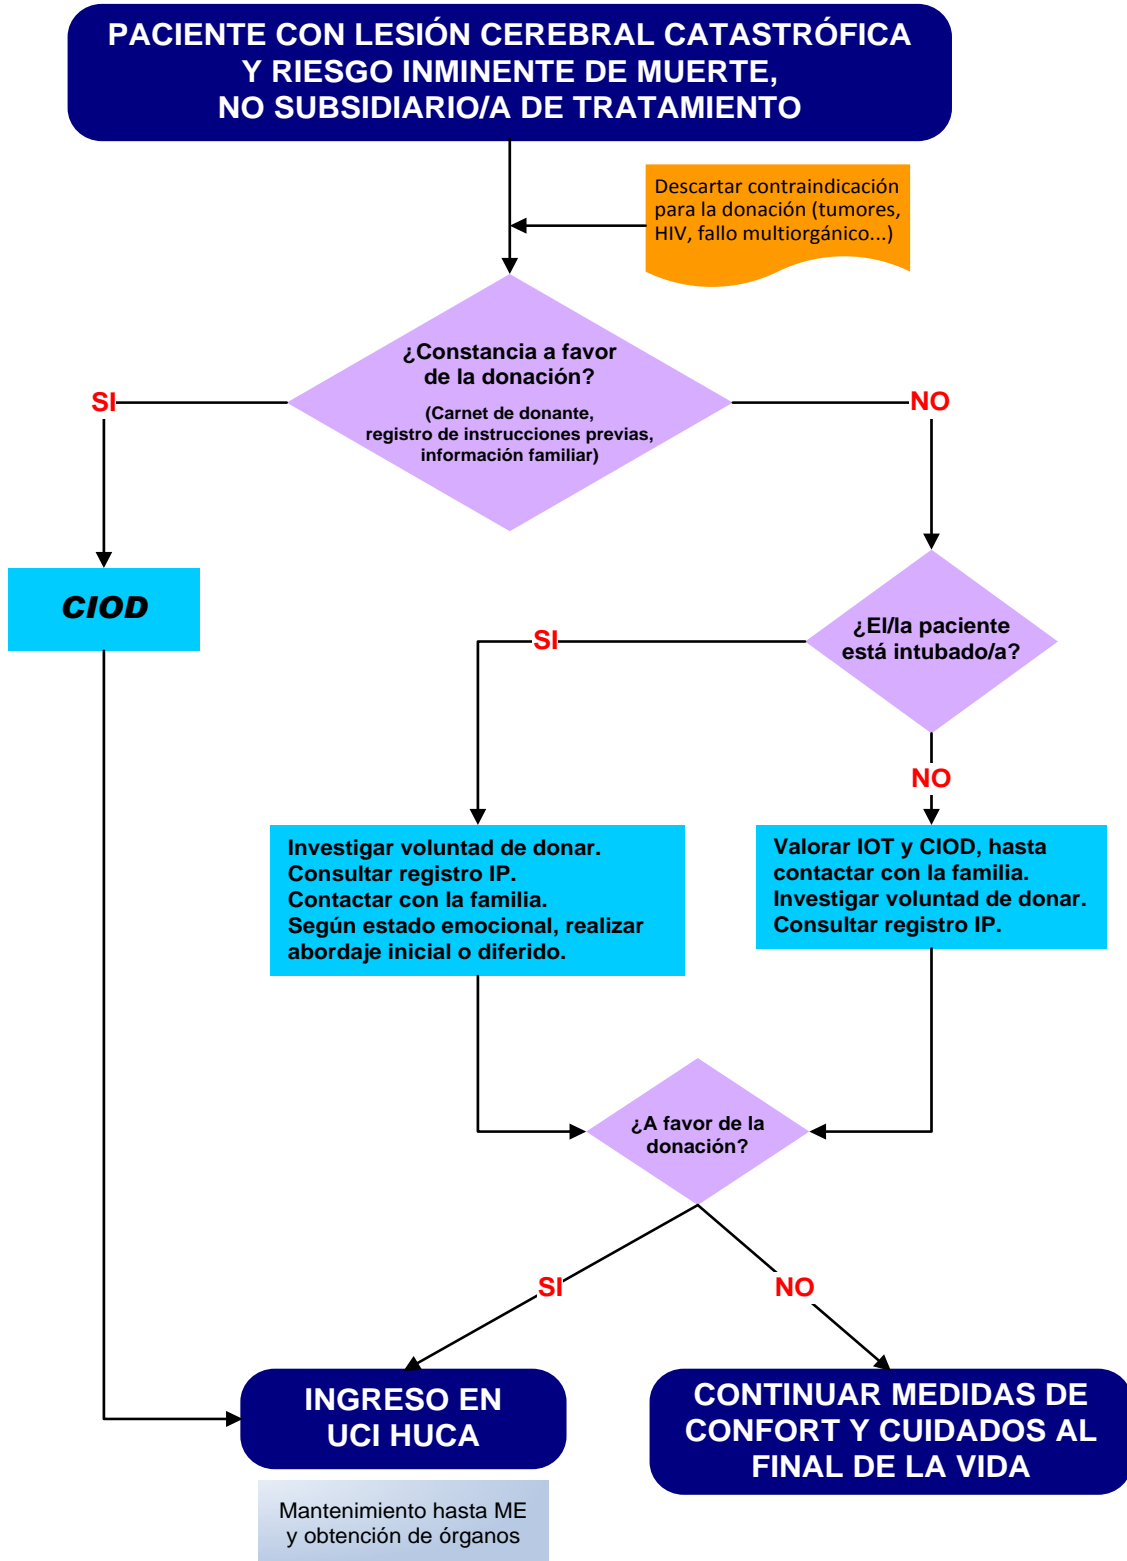 PACIENTE CON LESIÓN CEREBRAL CATASTRÓFICA
Y RIESGO INMINENTE DE MUERTE,
NO SUBSIDIARIO/A DE TRATAMIENTO
Descartar contraindicación
para la donación (tumores,
HIV, fallo multiorgánico...)
¿Constancia a favor
de la donación?
(Carnet de donante,
registro de instrucciones previas,
información familiar)
SI
NO
CIOD
¿El/la paciente
está intubado/a?
SI
NO
Investigar voluntad de donar.
Consultar registro IP.
Contactar con la familia.
Según estado emocional, realizar
abordaje inicial o diferido.
Valorar IOT y CIOD, hasta
contactar con la familia.
Investigar voluntad de donar.
Consultar registro IP.
¿A favor de la
donación?
SI
NO
INGRESO EN
UCI HUCA
CONTINUAR MEDIDAS DE
CONFORT Y CUIDADOS AL
FINAL DE LA VIDA
Mantenimiento hasta ME
y obtención de órganos